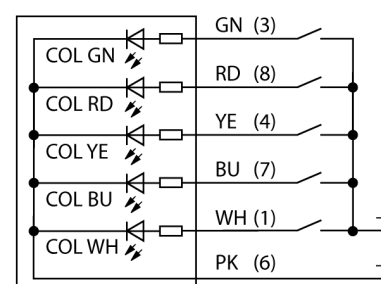 GN (3)
COL GN
RD (8)
COL RD
YE (4)
COL YE
BU (7)
COL BU
WH (1)
COL WH
PK (6)